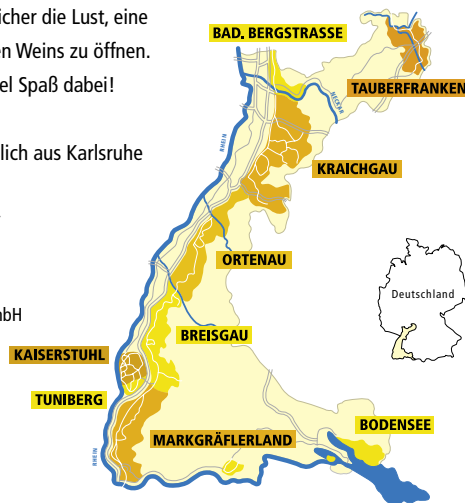 icher die Lust, eine
en Weins zu öffnen.
el Spaß dabei!
lich aus Karlsruhe
bH
BAD. BERGSTRASSE
TAUBERFRANKEN
NECKAR
RHEIN
KRAICHGAU
ORTENAU
Deutschland
BREISGAU
KAISERSTUHL
TUNIBERG
BODENSEE
MARKGRÄFLERLAND
RHEIN